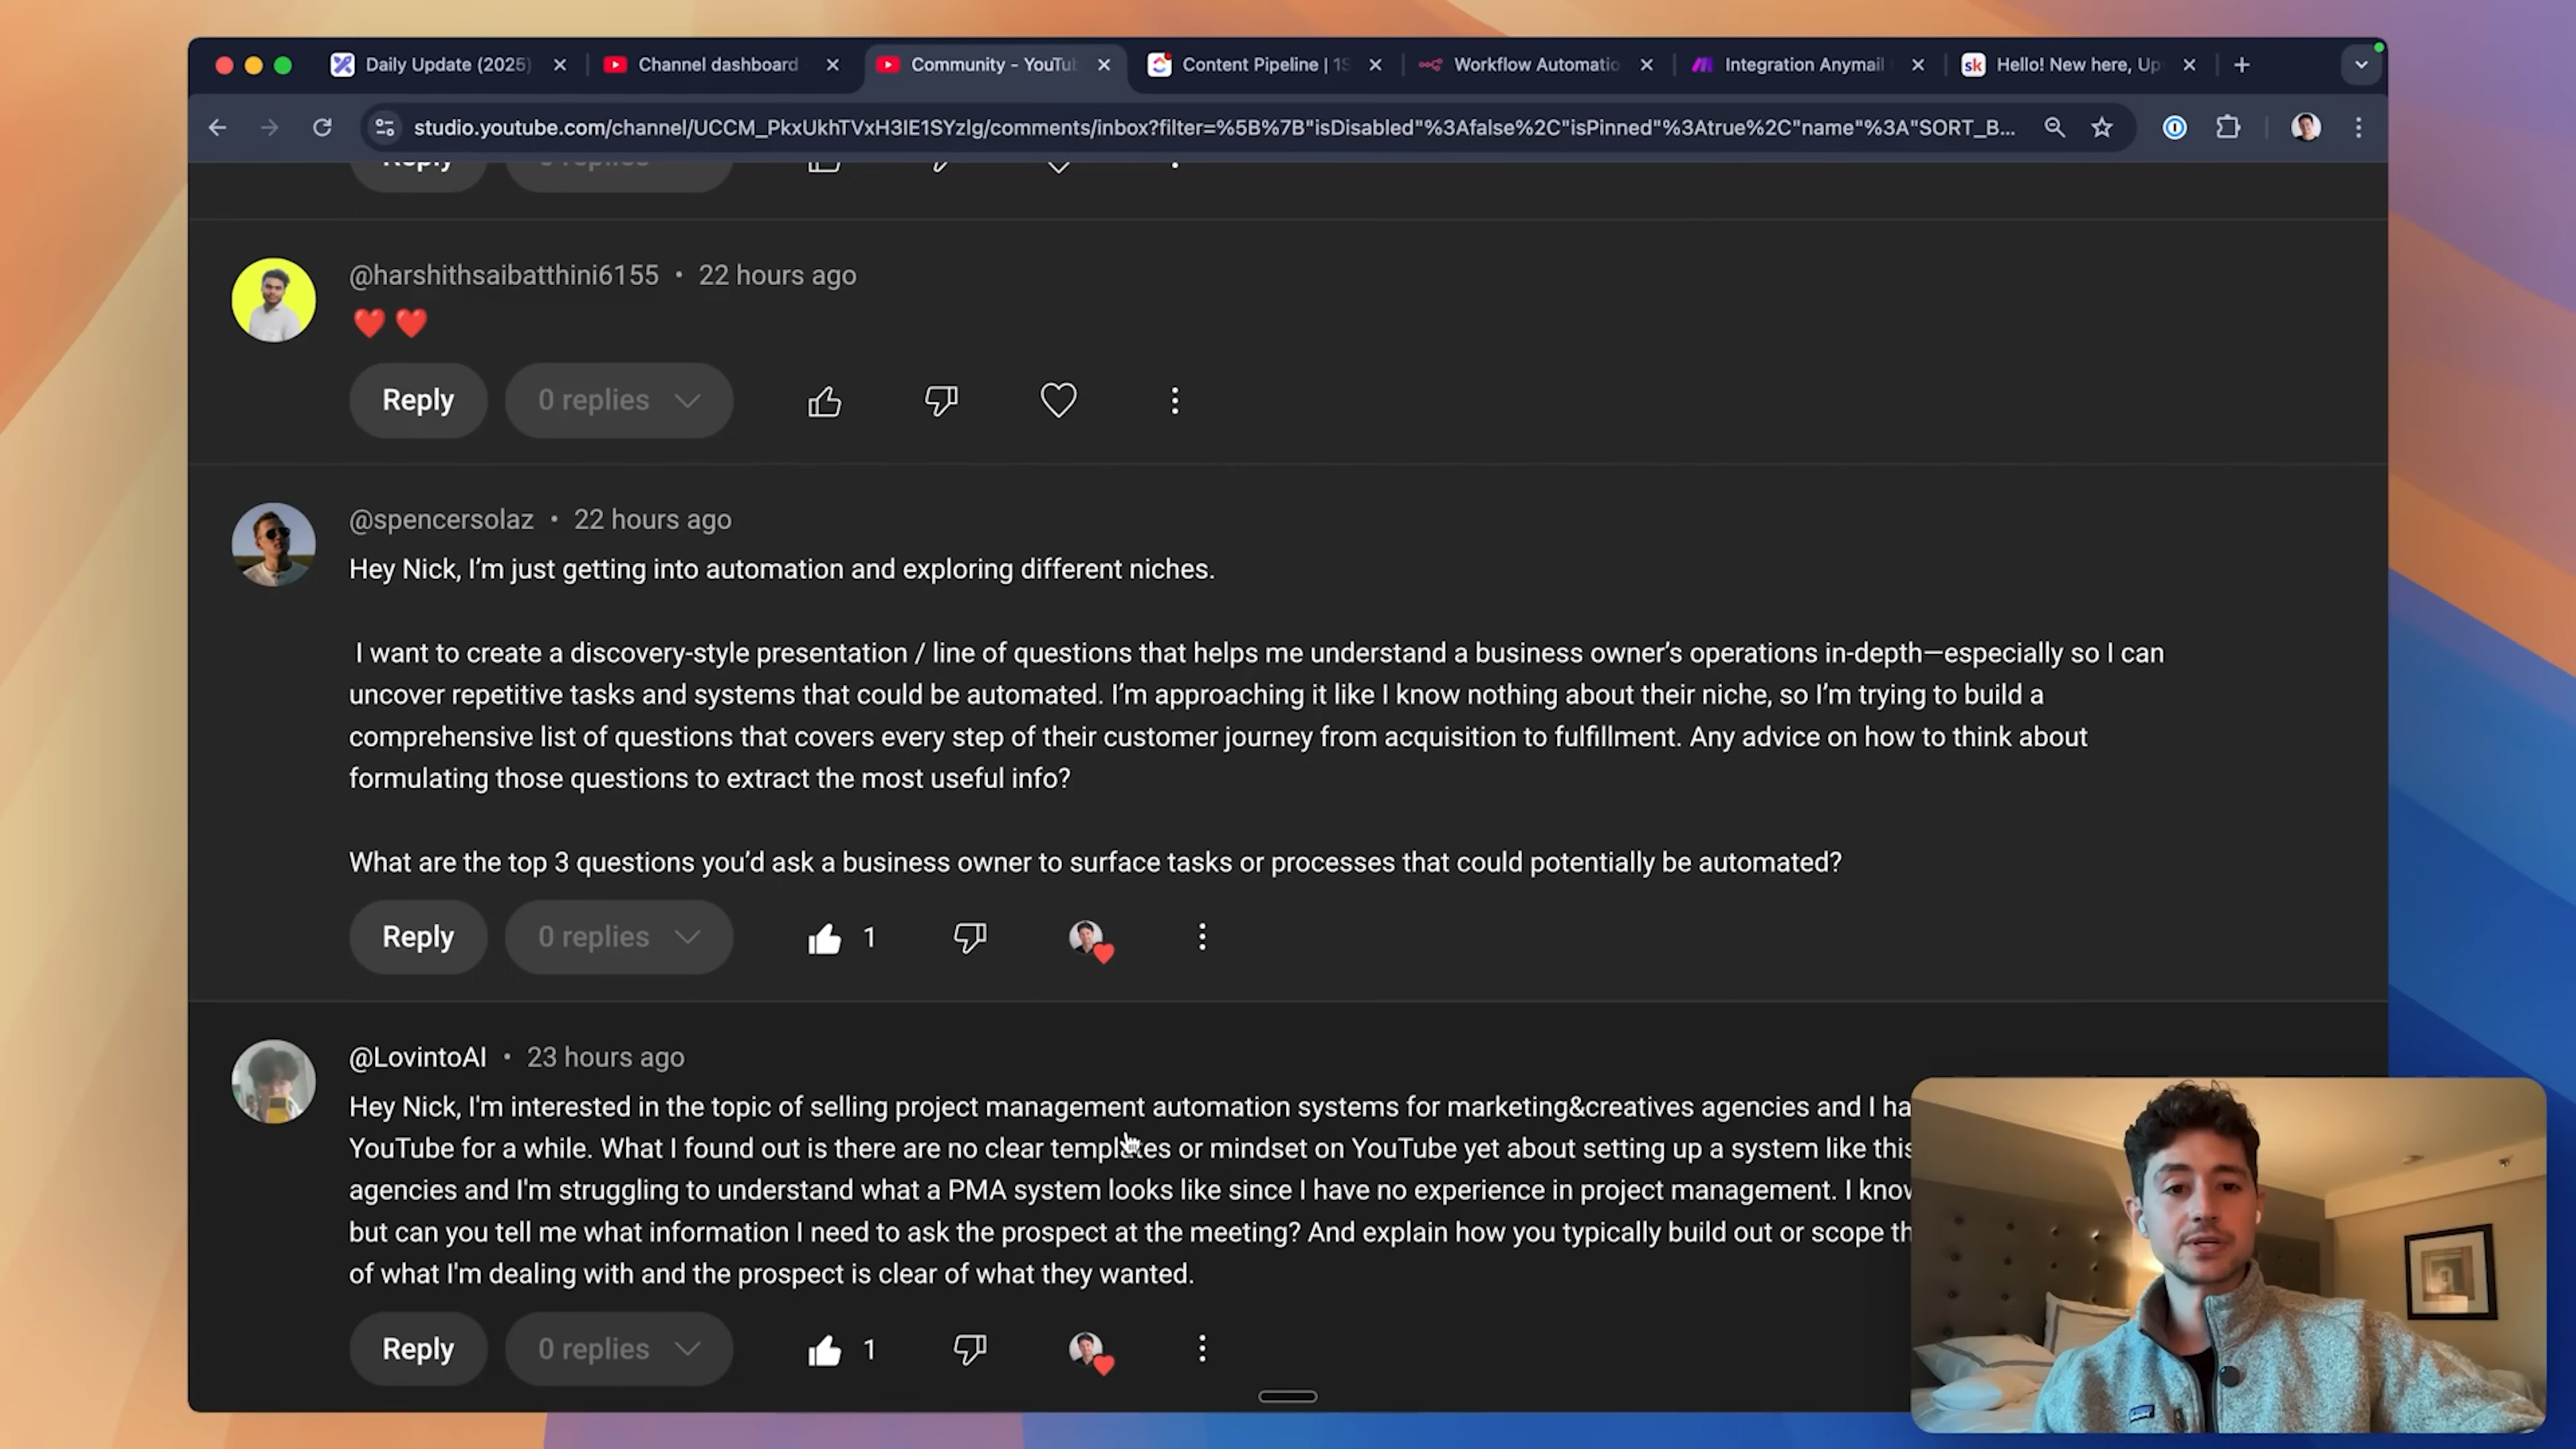 Daily Update (2025)
Channel dashboard
Community - YouTu
Content Pipeline | 1S
Workflow Automatio
Integration Anymail
sk
Hello! New here, Up
studio.youtube.com/channel/UCCM_PkxUkhTVxH3IE1SYzIg/comments/inbox?filter=%5B%7B"isDisabled"%3Afalse%2C"isPinned"%3Atrue%2C"name"%3A"SORT_B...
Reply 0 replies
@harshithsaibatthini6155 • 22 hours ago
❤️ ❤️
Reply 0 replies
@spencersolaz • 22 hours ago
Hey Nick, I’m just getting into automation and exploring different niches.
I want to create a discovery-style presentation / line of questions that helps me understand a business owner’s operations in-depth—especially so I can
uncover repetitive tasks and systems that could be automated. I’m approaching it like I know nothing about their niche, so I’m trying to build a
comprehensive list of questions that covers every step of their customer journey from acquisition to fulfillment. Any advice on how to think about
formulating those questions to extract the most useful info?
What are the top 3 questions you’d ask a business owner to surface tasks or processes that could potentially be automated?
Reply 0 replies 1
@LovintoAI • 23 hours ago
Hey Nick, I'm interested in the topic of selling project management automation systems for marketing&creatives agencies and I ha
YouTube for a while. What I found out is there are no clear templates or mindset on YouTube yet about setting up a system like this
agencies and I'm struggling to understand what a PMA system looks like since I have no experience in project management. I know
but can you tell me what information I need to ask the prospect at the meeting? And explain how you typically build out or scope th
of what I'm dealing with and the prospect is clear of what they wanted.
Reply 0 replies 1